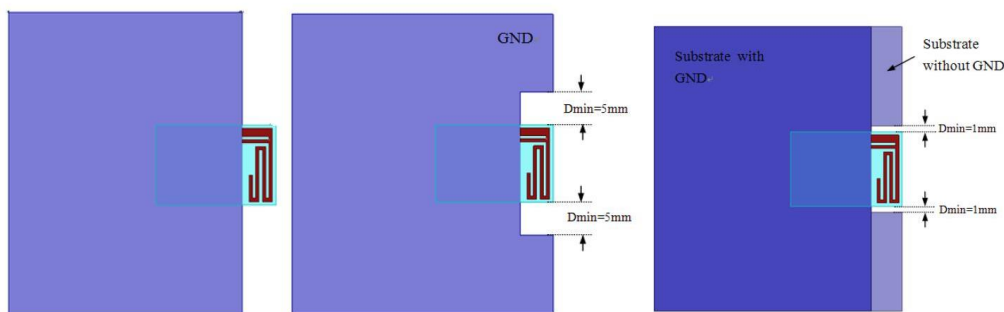 GND
Dmin=5mm
Dmin=5mm
Substrate with
GND
Substrate
without GND
Dmin=1mm
Dmin=1mm